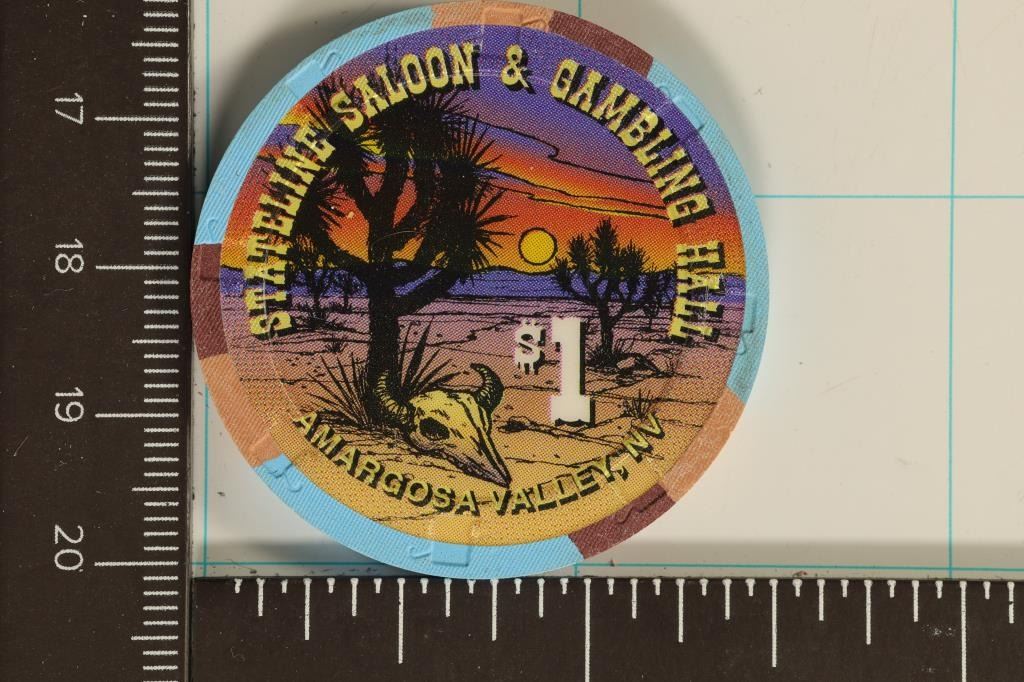 STATELINE SALOON & GAMBLING HALL
$1
AMARGOSA VALLEY, NV
17
18
19
20